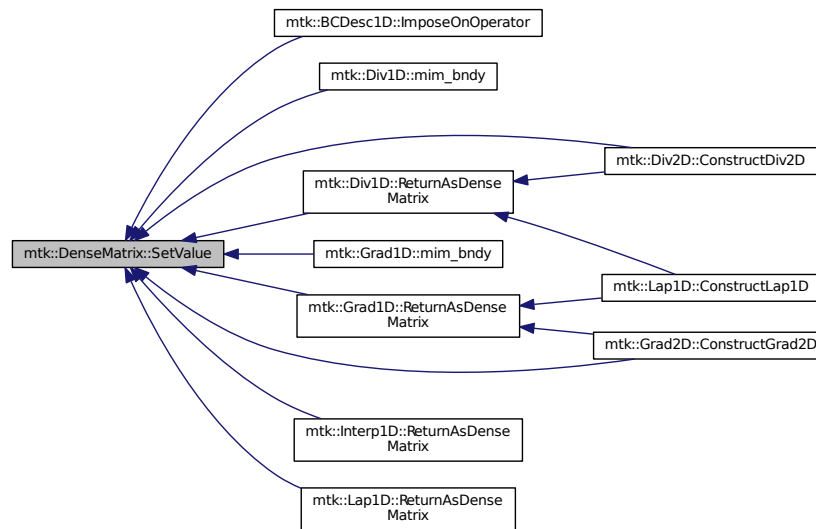 mtk::BCDesc1D::ImposeOnOperator
mtk::Div1D::mim_bndy
mtk::Div2D::ConstructDiv2D
mtk::Div1D::ReturnAsDense
Matrix
mtk::DenseMatrix::SetValue
mtk::Grad1D::mim_bndy
mtk::Lap1D::ConstructLap1D
mtk::Grad1D::ReturnAsDense
Matrix
mtk::Grad2D::ConstructGrad2D
mtk::Interp1D::ReturnAsDense
Matrix
mtk::Lap1D::ReturnAsDense
Matrix